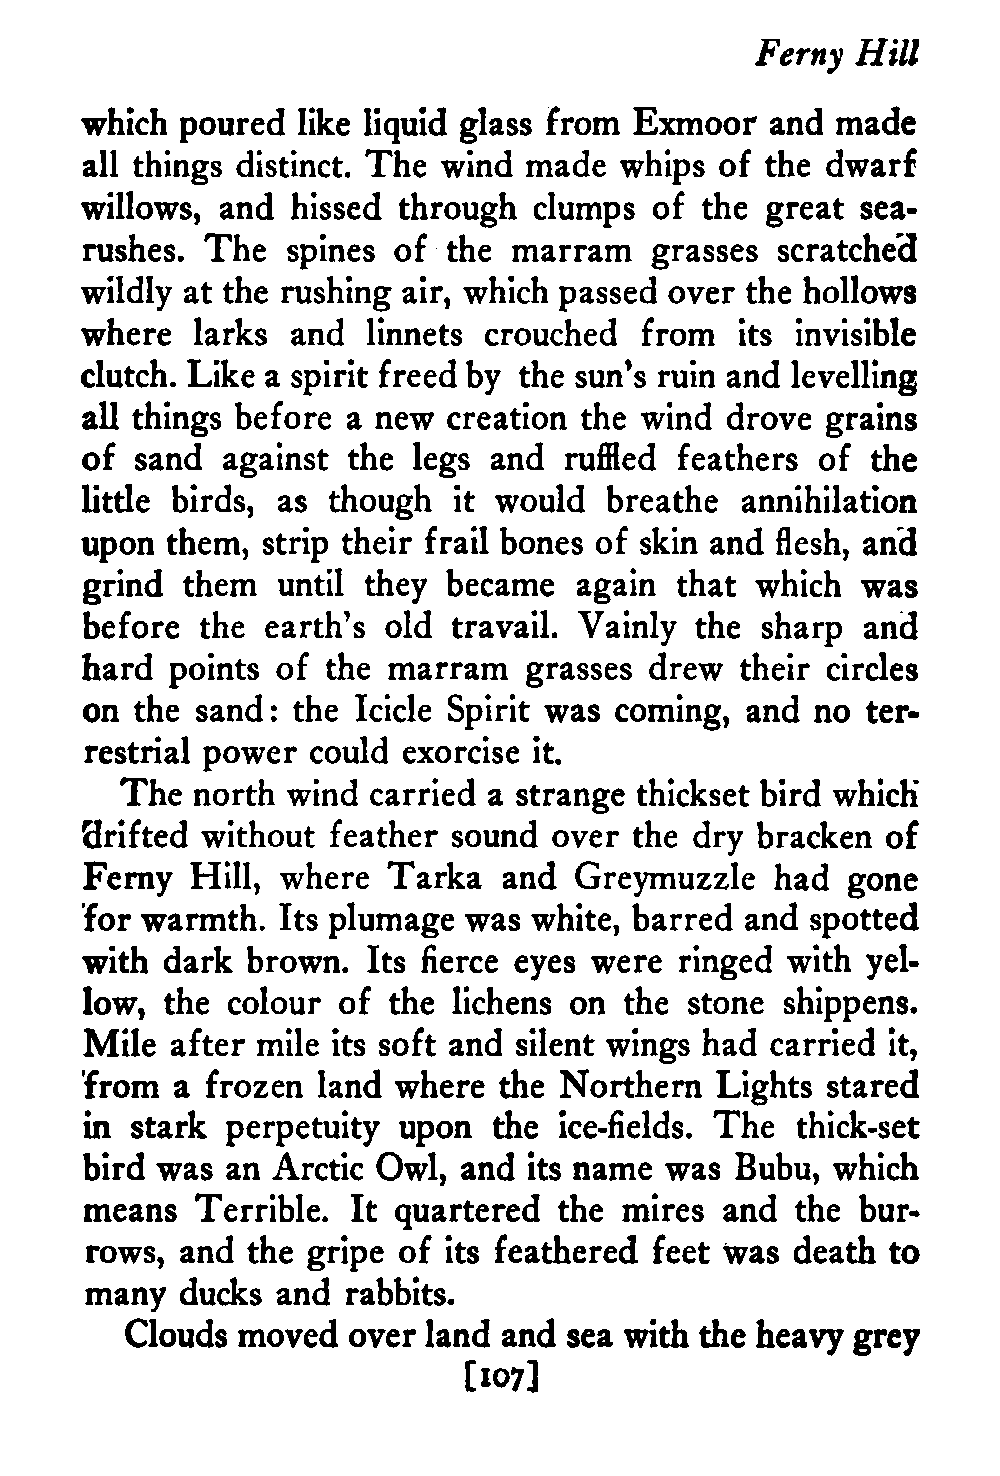 Ferny Hill
which poured like liquid glass from Exmoor and made
all things distinct. The wind made whips of the dwarf
willows, and hissed through clumps of the great sea-
rushes. The spines of the marram grasses scratched
wildly at the rushing air, which passed over the hollows
where larks and linnets crouched from its invisible
clutch. Like a spirit freed by the sun's ruin and levelling
all things before a new creation the wind drove grains
of sand against the legs and ruffled feathers of the
little birds, as though it would breathe annihilation
upon them, strip their frail bones of skin and flesh, and
grind them until they became again that which was
before the earth's old travail. Vainly the sharp and
hard points of the marram grasses drew their circles
on the sand: the Icicle Spirit was coming, and no ter-
restrial power could exorcise it.
The north wind carried a strange thickset bird which
drifted without feather sound over the dry bracken of
Ferny Hill, where Tarka and Greymuzzle had gone
for warmth. Its plumage was white, barred and spotted
with dark brown. Its fierce eyes were ringed with yel-
low, the colour of the lichens on the stone shippens.
Mile after mile its soft and silent wings had carried it,
from a frozen land where the Northern Lights stared
in stark perpetuity upon the ice-fields. The thick-set
bird was an Arctic Owl, and its name was Bubu, which
means Terrible. It quartered the mires and the bur-
rows, and the gripe of its feathered feet was death to
many ducks and rabbits.
Clouds moved over land and sea with the heavy grey
[107]